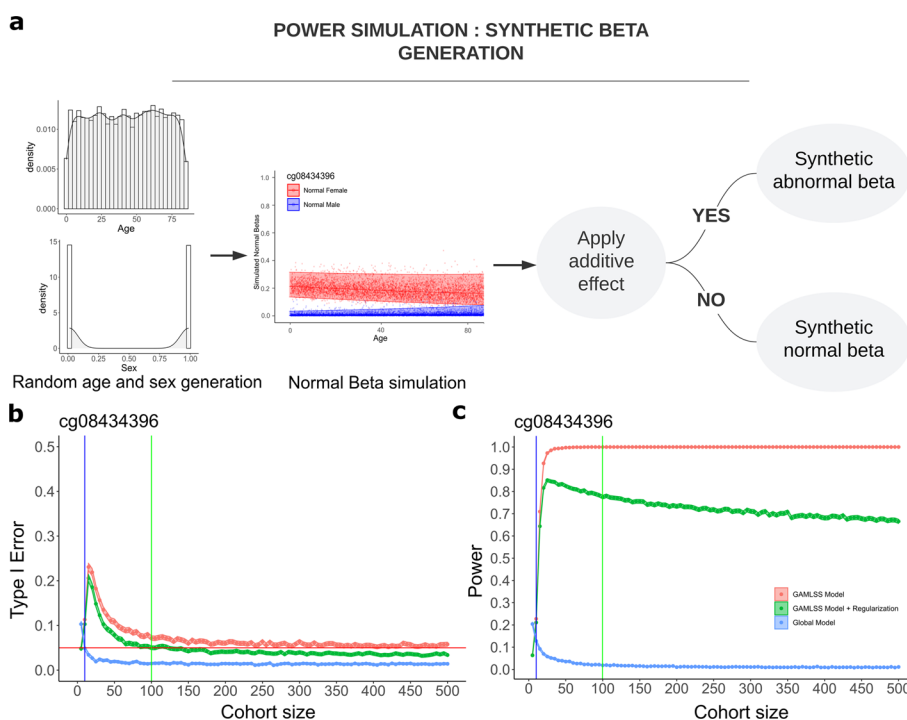 a
POWER SIMULATION : SYNTHETIC BETA
GENERATION
density
0.010
0.005
0.000
0 25 50 75
Age
density
15
10
5
0
0.00 0.25 0.50 0.75 1.00
Sex
Random age and sex generation
cg08434396
Normal Female
Normal Male
Simulated Normal Betas
1.0
0.8
0.6
0.4
0.2
0.0
0 40 80
Age
Normal Beta simulation
Apply
additive
effect
YES
NO
Synthetic
abnormal beta
Synthetic
normal beta
b
cg08434396
Type I Error
0.5
0.4
0.3
0.2
0.1
0.0
0 50 100 150 200 250 300 350 400 450 500
Cohort size
c
cg08434396
Power
1.0
0.9
0.8
0.7
0.6
0.5
0.4
0.3
0.2
0.1
0.0
0 50 100 150 200 250 300 350 400 450 500
Cohort size
GAMLSS Model
GAMLSS Model + Regularization
Global Model